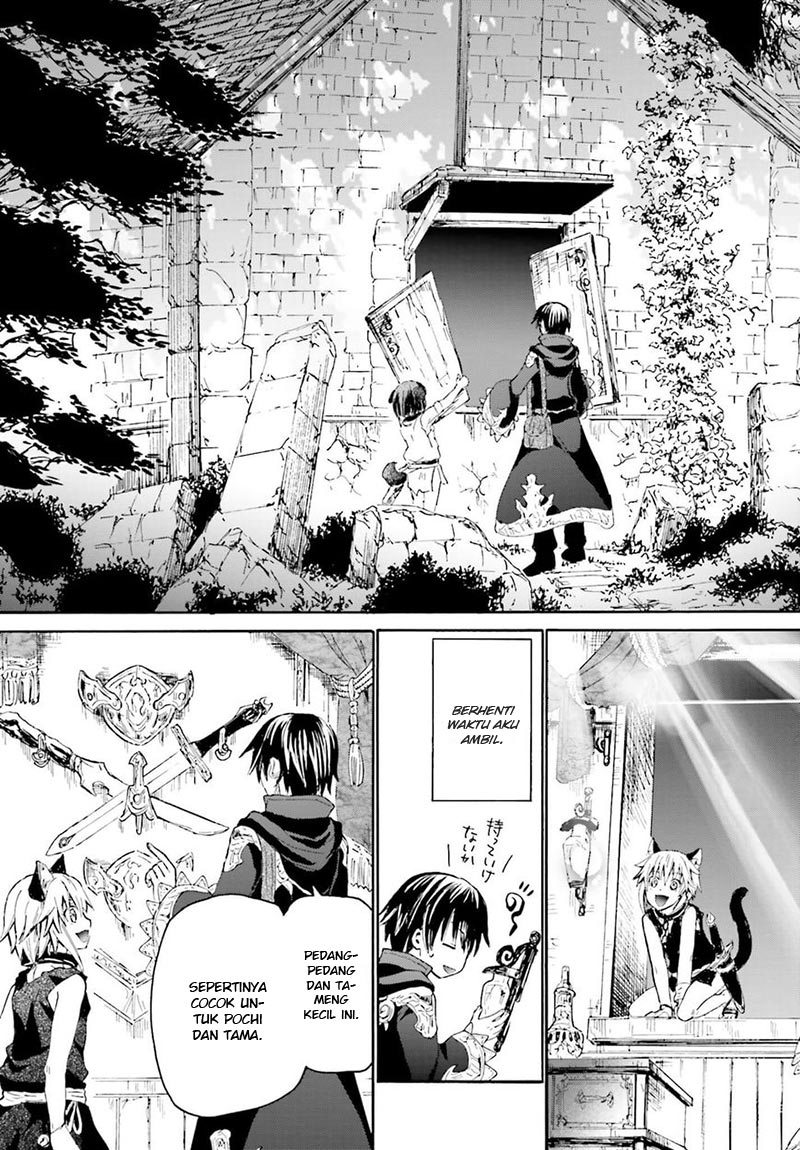 BERHENTI
WAKTU AKU
AMBIL.
持っていけ
ないか
?
PEDANG-
PEDANG
DAN TA-
MENG
KECIL INI.
SEPERTINYA
COCOK UN-
TUK POCHI
DAN TAMA.